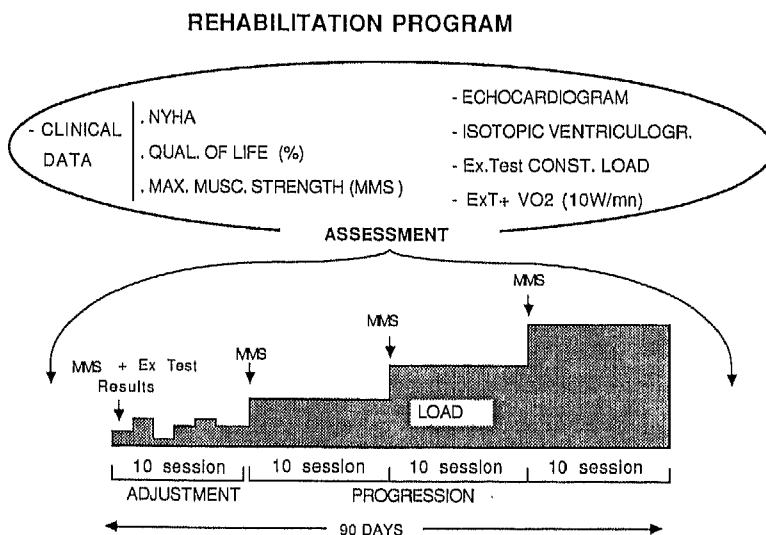 REHABILITATION PROGRAM
- CLINICAL DATA
. NYHA
. QUAL. OF LIFE (%)
. MAX. MUSC. STRENGTH (MMS)
- ECHOCARDIOGRAM
- ISOTOPIC VENTRICULOGR.
- Ex.Test CONST. LOAD
- ExT+ VO2 (10W/mn)
ASSESSMENT
MMS + Ex Test
Results
MMS
MMS
MMS
LOAD
10 session
10 session
10 session
10 session
ADJUSTMENT
PROGRESSION
90 DAYS